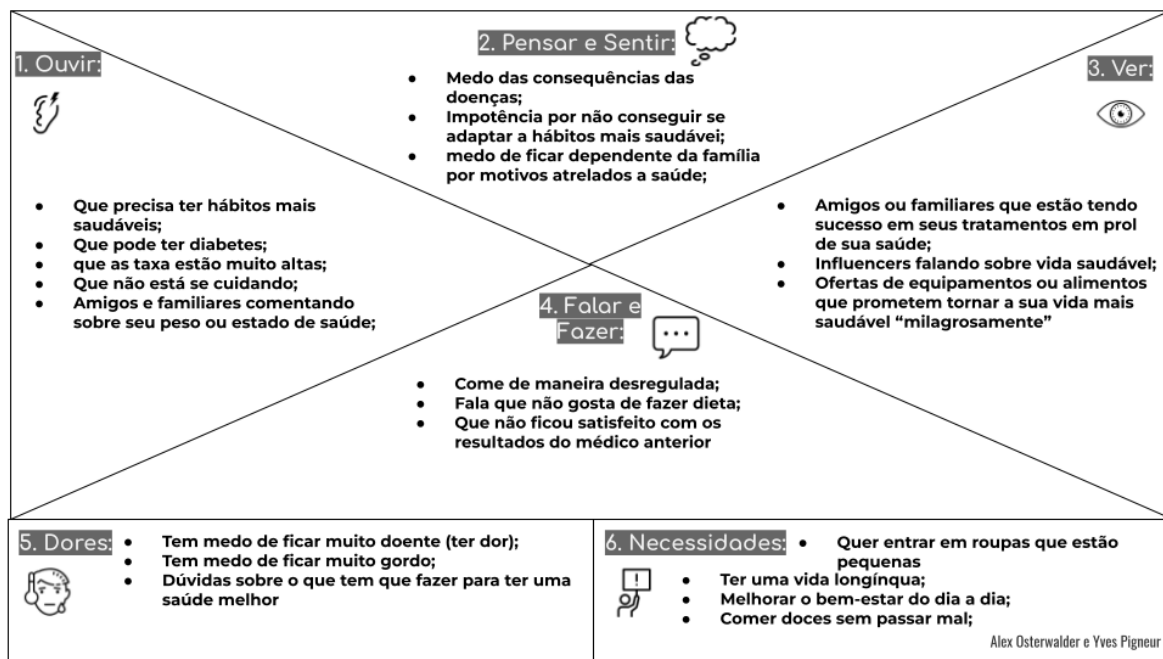 1. Ouvir:
Que precisa ter hábitos mais
saudáveis;
Que pode ter diabetes;
que as taxa estão muito altas;
Que não está se cuidando;
Amigos e familiares comentando
sobre seu peso ou estado de saúde;
2. Pensar e Sentir:
Medo das consequências das
doenças;
Impotência por não conseguir se
adaptar a hábitos mais saudávei;
medo de ficar dependente da família
por motivos atrelados a saúde;
3. Ver:
Amigos ou familiares que estão tendo
sucesso em seus tratamentos em prol
de sua saúde;
Influencers falando sobre vida saudável;
Ofertas de equipamentos ou alimentos
que prometem tornar a sua vida mais
saudável “milagrosamente”
4. Falar e
Fazer:
Come de maneira desregulada;
Fala que não gosta de fazer dieta;
Que não ficou satisfeito com os
resultados do médico anterior
5. Dores:
Tem medo de ficar muito doente (ter dor);
Tem medo de ficar muito gordo;
Dúvidas sobre o que tem que fazer para ter uma
saúde melhor
6. Necessidades:
Quer entrar em roupas que estão
pequenas
Ter uma vida longínqua;
Melhorar o bem-estar do dia a dia;
Comer doces sem passar mal;
Alex Osterwalder e Yves Pigneur